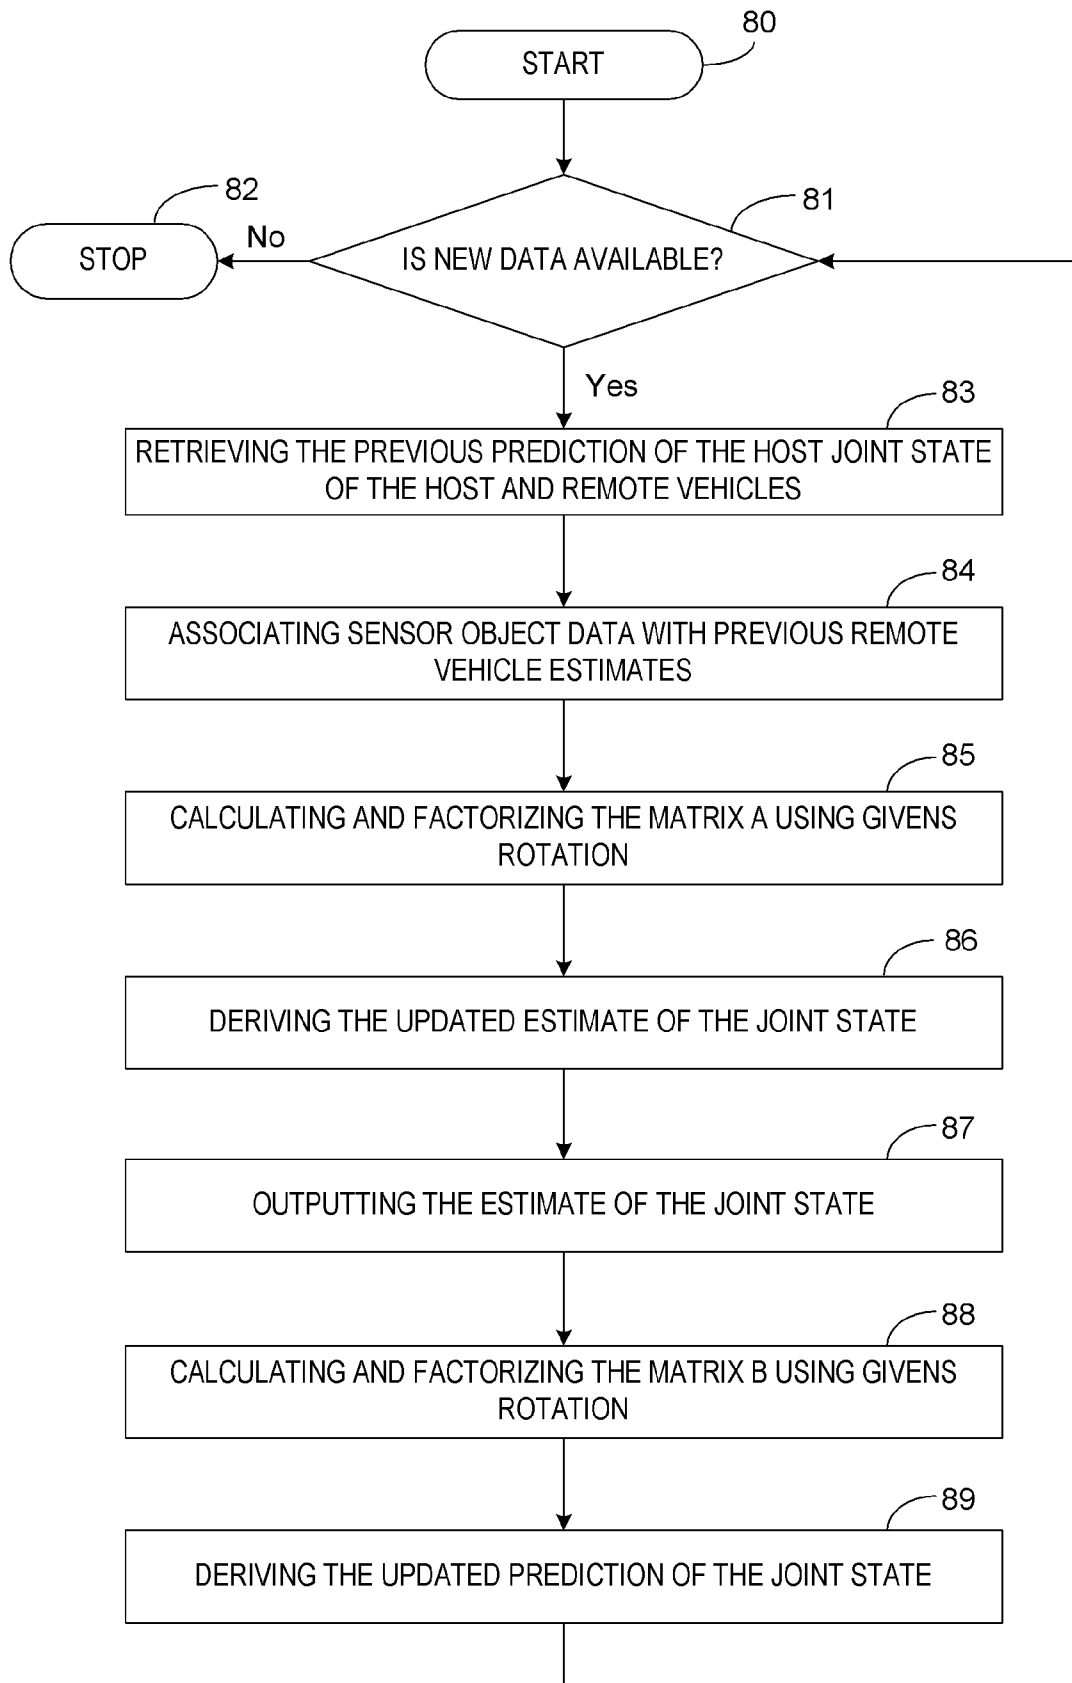 80
START
82
81
No
STOP
IS NEW DATA AVAILABLE?
Yes
83
RETRIEVING THE PREVIOUS PREDICTION OF THE HOST JOINT STATE
OF THE HOST AND REMOTE VEHICLES
84
ASSOCIATING SENSOR OBJECT DATA WITH PREVIOUS REMOTE
VEHICLE ESTIMATES
85
CALCULATING AND FACTORIZING THE MATRIX A USING GIVENS
ROTATION
86
DERIVING THE UPDATED ESTIMATE OF THE JOINT STATE
87
OUTPUTTING THE ESTIMATE OF THE JOINT STATE
88
CALCULATING AND FACTORIZING THE MATRIX B USING GIVENS
ROTATION
89
DERIVING THE UPDATED PREDICTION OF THE JOINT STATE